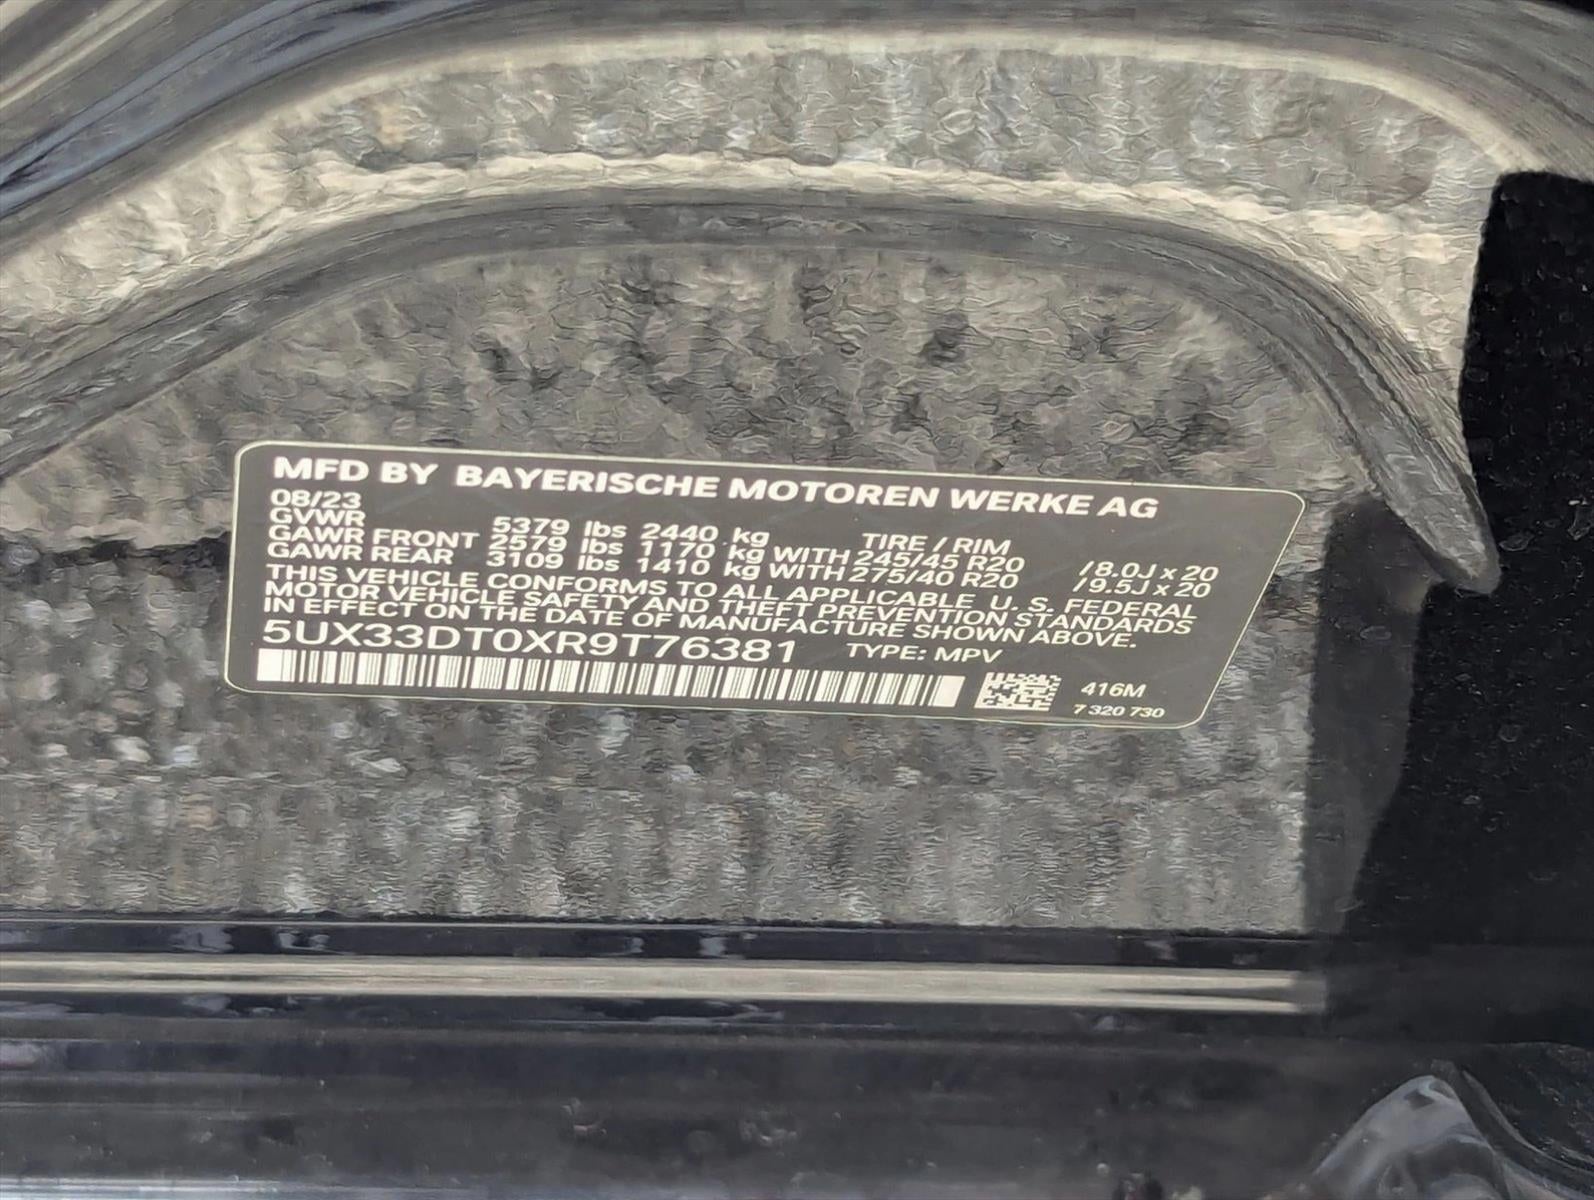 MFD BY BAYERISCHE MOTOREN WERKE AG
08/23
GVWR 5379 lbs 2440 kg TIRE / RIM
GAWR FRONT 2579 lbs 1170 kg WITH 245/45 R20 /8.0J x 20
GAWR REAR 3109 lbs 1410 kg WITH 275/40 R20 /9.5J x 20
THIS VEHICLE CONFORMS TO ALL APPLICABLE U. S. FEDERAL
MOTOR VEHICLE SAFETY AND THEFT PREVENTION STANDARDS
IN EFFECT ON THE DATE OF MANUFACTURE SHOWN ABOVE.
5UX33DT0XR9T76381 TYPE: MPV
416M
7 320 730